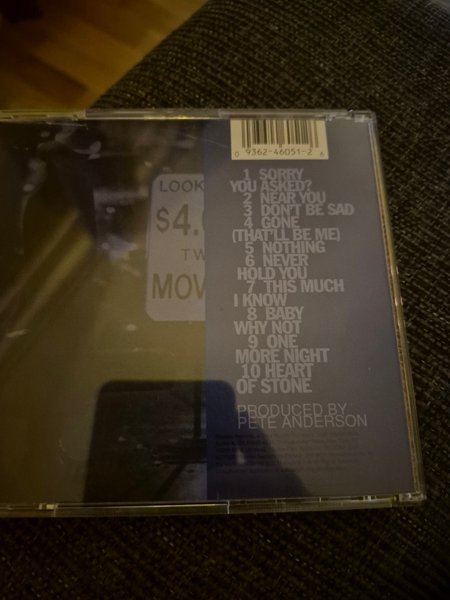 0 9362-46051-2 6
LOOK
$4.
TW
MOV
1 SORRY
YOU ASKED?
2 NEAR YOU
3 DON'T BE SAD
4 GONE
(THAT'LL BE ME)
5 NOTHING
6 NEVER
HOLD YOU
7 THIS MUCH
I KNOW
8 BABY
WHY NOT
9 ONE
MORE NIGHT
10 HEART
OF STONE
PRODUCED BY
PETE ANDERSON